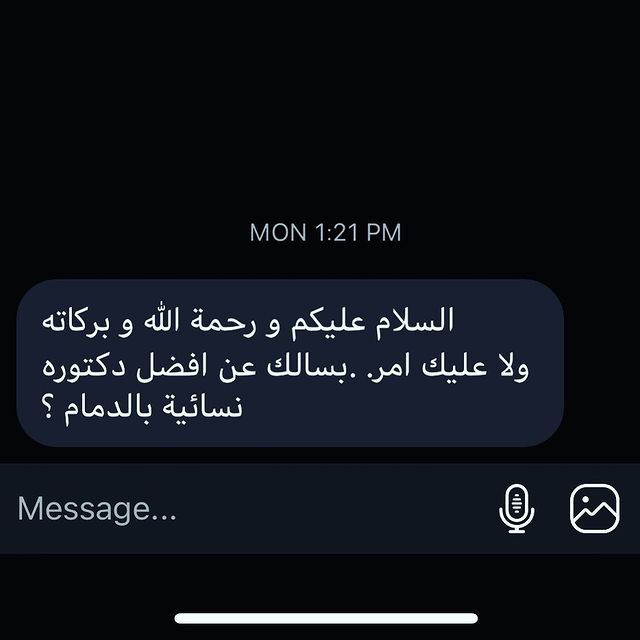 MON 1:21 PM
السلام عليكم و رحمة الله و بركاته
ولا عليك امر. .بسالك عن افضل دكتوره
نسائية بالدمام ؟
Message...